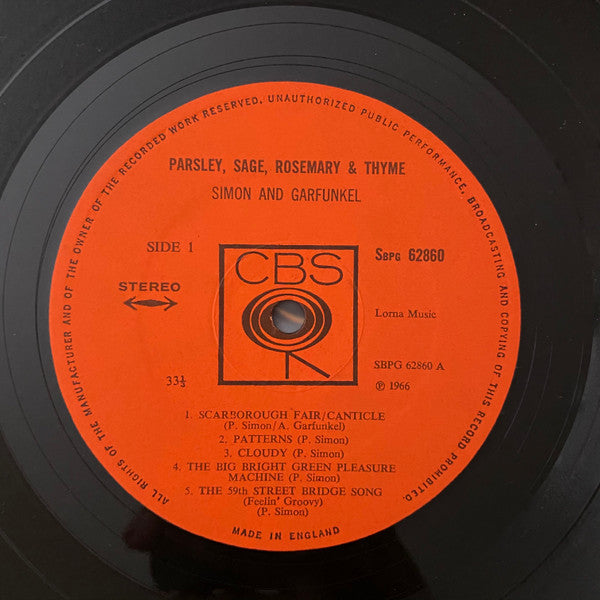 ALL RIGHTS OF THE MANUFACTURER AND OF THE OWNER OF THE RECORDED WORK RESERVED. UNAUTHORIZED PUBLIC PERFORMANCE, BROADCASTING AND COPYING OF THIS RECORD PROHIBITED.
PARSLEY, SAGE, ROSEMARY & THYME
SIMON AND GARFUNKEL
SIDE 1
CBS
SBPG 62860
STEREO
Lorna Music
33⅓
SBPG 62860 A
℗ 1966
1. SCARBOROUGH FAIR/CANTICLE
(P. Simon/A. Garfunkel)
2. PATTERNS (P. Simon)
3. CLOUDY (P. Simon)
4. THE BIG BRIGHT GREEN PLEASURE
MACHINE (P. Simon)
5. THE 59th STREET BRIDGE SONG
(Feelin' Groovy)
(P. Simon)
MADE IN ENGLAND